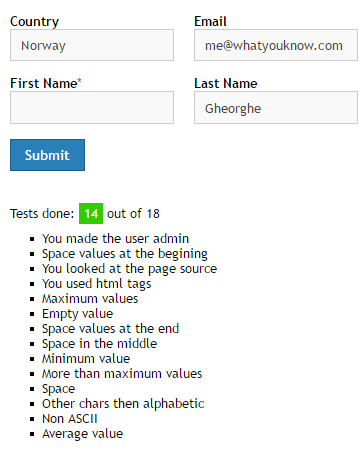 Country Email
Norway me@whatyouknow.com
First Name* Last Name
Gheorghe
Submit
Tests done: 14 out of 18
You made the user admin
Space values at the begining
You looked at the page source
You used html tags
Maximum values
Empty value
Space values at the end
Space in the middle
Minimum value
More than maximum values
Space
Other chars then alphabetic
Non ASCII
Average value